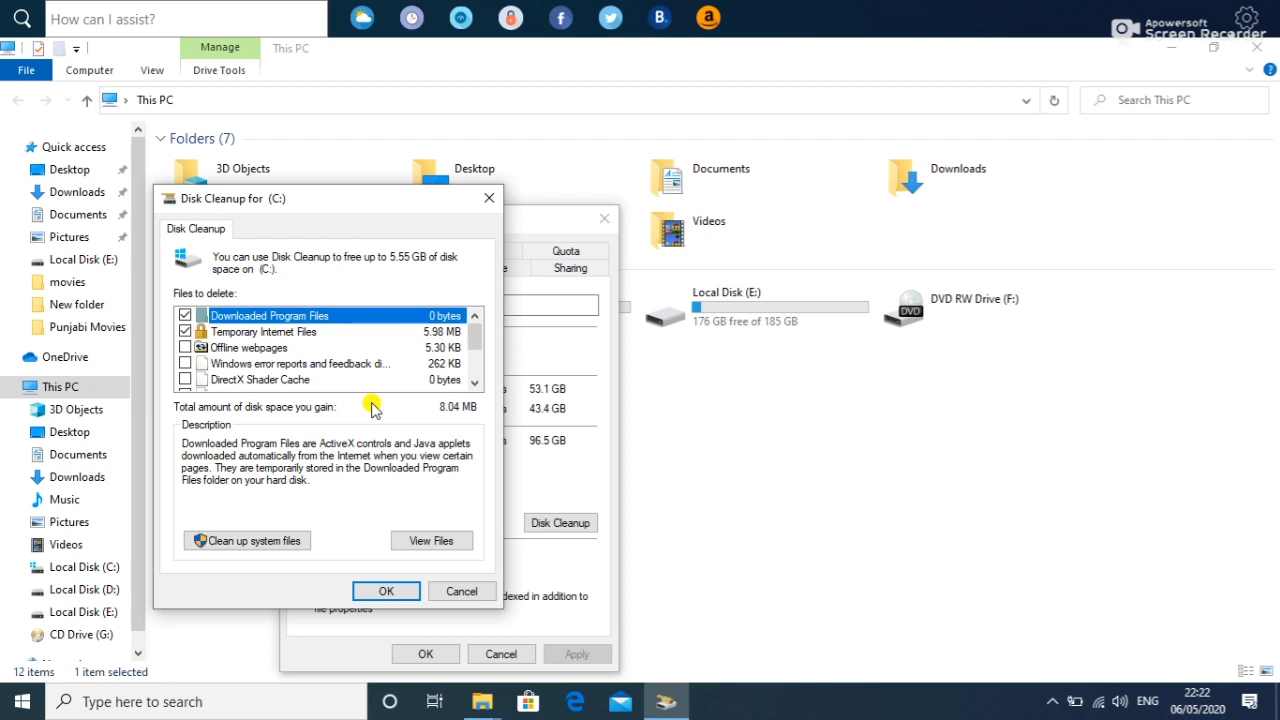 How can I assist?
B.
a
Apowersoft
Screen Recorder
Manage
This PC
File
Computer
View
Drive Tools
This PC
Search This PC
Quick access
Desktop
Downloads
Documents
Pictures
Local Disk (E:)
movies
New folder
Punjabi Movies
OneDrive
This PC
3D Objects
Desktop
Documents
Downloads
Music
Pictures
Videos
Local Disk (C:)
Local Disk (D:)
Local Disk (E:)
CD Drive (G:)
Folders (7)
3D Objects
Desktop
Documents
Downloads
Videos
Local Disk (E:)
176 GB free of 185 GB
DVD RW Drive (F:)
DVD
Disk Cleanup for (C:)
Disk Cleanup
You can use Disk Cleanup to free up to 5.55 GB of disk
space on (C:).
Files to delete:
Downloaded Program Files 0 bytes
Temporary Internet Files 5.98 MB
Offline webpages 5.30 KB
Windows error reports and feedback di... 262 KB
DirectX Shader Cache 0 bytes
Total amount of disk space you gain: 8.04 MB
Description
Downloaded Program Files are ActiveX controls and Java applets
downloaded automatically from the Internet when you view certain
pages. They are temporarily stored in the Downloaded Program
Files folder on your hard disk.
Clean up system files
View Files
OK
Cancel
Quota
Sharing
53.1 GB
43.4 GB
96.5 GB
Disk Cleanup
indexed in addition to
file properties
OK
Cancel
Apply
12 items
1 item selected
Type here to search
ENG
22:22
06/05/2020